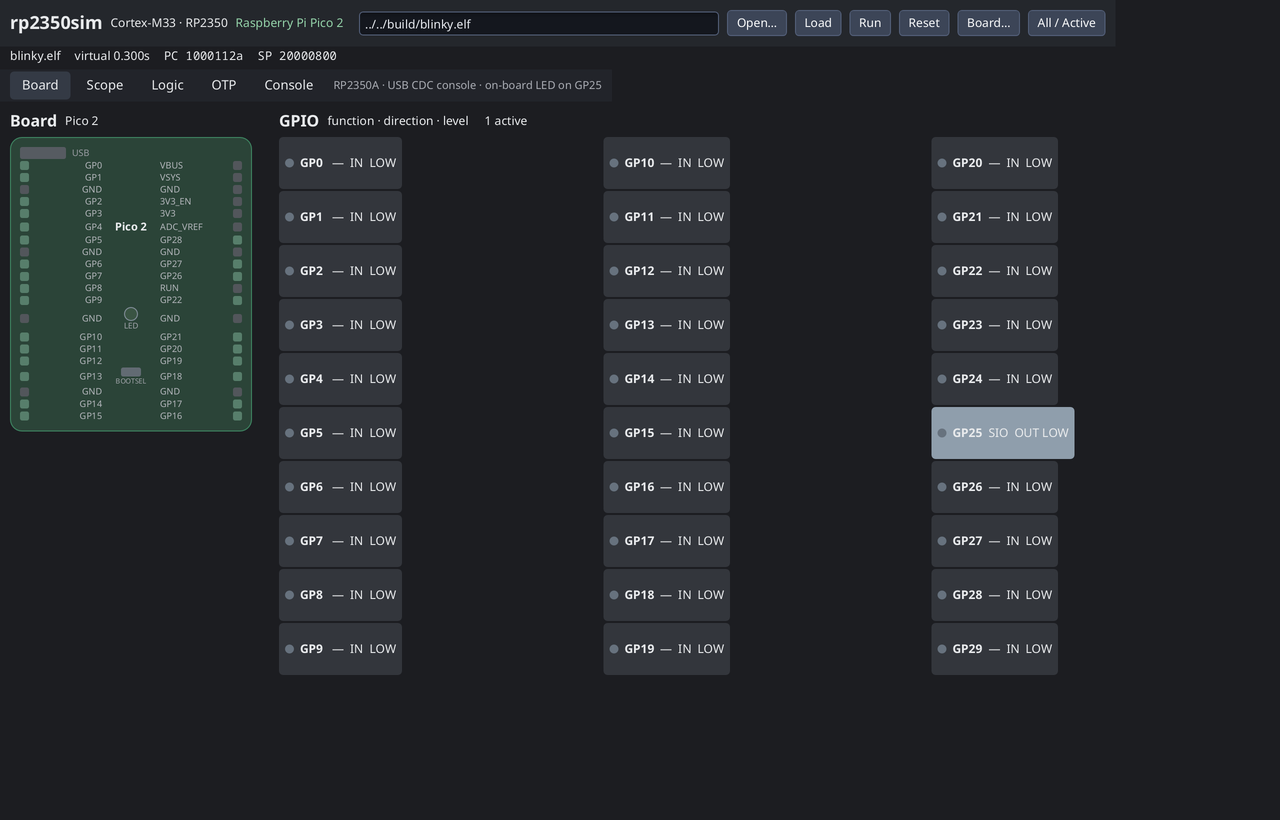 rp2350sim Cortex-M33 · RP2350 Raspberry Pi Pico 2 ../../build/blinky.elf Open... Load Run Reset Board... All / Active
blinky.elf virtual 0.300s PC 1000112a SP 20000800
Board Scope Logic OTP Console RP2350A · USB CDC console · on-board LED on GP25
Board Pico 2
USB
GP0 VBUS
GP1 VSYS
GND GND
GP2 3V3_EN
GP3 3V3
GP4 Pico 2 ADC_VREF
GP5 GP28
GND GND
GP6 GP27
GP7 GP26
GP8 RUN
GP9 GP22
GND GND
LED
GP10 GP21
GP11 GP20
GP12 GP19
GP13 GP18
BOOTSEL
GND GND
GP14 GP17
GP15 GP16
GPIO function · direction · level 1 active
GP0 — IN LOW GP10 — IN LOW GP20 — IN LOW
GP1 — IN LOW GP11 — IN LOW GP21 — IN LOW
GP2 — IN LOW GP12 — IN LOW GP22 — IN LOW
GP3 — IN LOW GP13 — IN LOW GP23 — IN LOW
GP4 — IN LOW GP14 — IN LOW GP24 — IN LOW
GP5 — IN LOW GP15 — IN LOW GP25 SIO OUT LOW
GP6 — IN LOW GP16 — IN LOW GP26 — IN LOW
GP7 — IN LOW GP17 — IN LOW GP27 — IN LOW
GP8 — IN LOW GP18 — IN LOW GP28 — IN LOW
GP9 — IN LOW GP19 — IN LOW GP29 — IN LOW